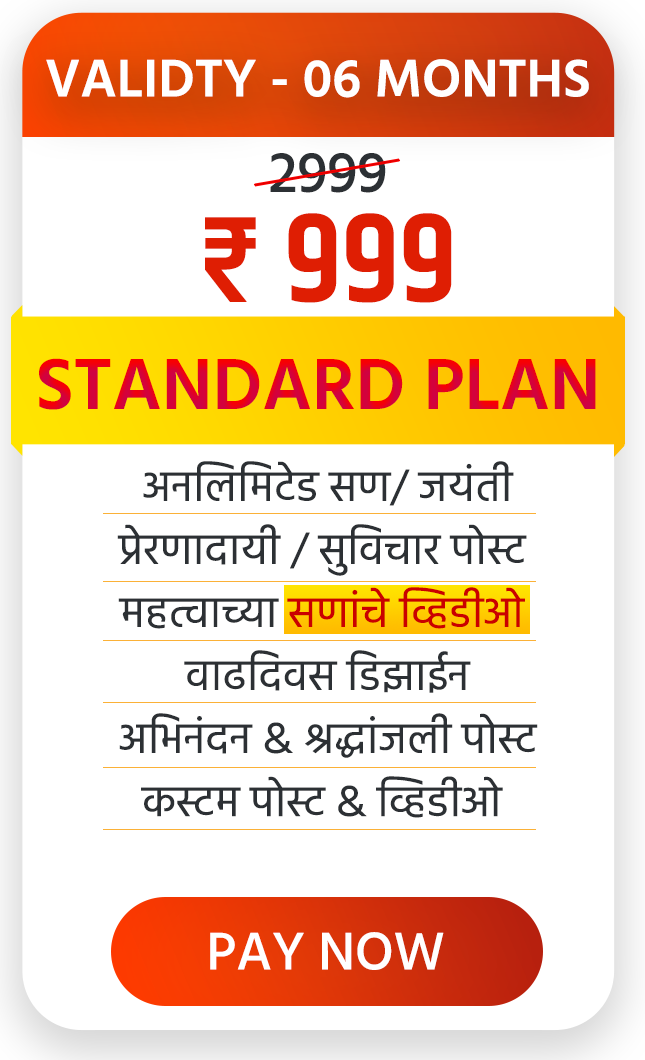 VALIDTY - 06 MONTHS
2999
₹ 999
STANDARD PLAN
अनलिमिटेड सण/ जयंती
प्रेरणादायी / सुविचार पोस्ट
महत्वाच्या सणांचे व्हिडीओ
वाढदिवस डिझाईन
अभिनंदन & श्रद्धांजली पोस्ट
कस्टम पोस्ट & व्हिडीओ
PAY NOW